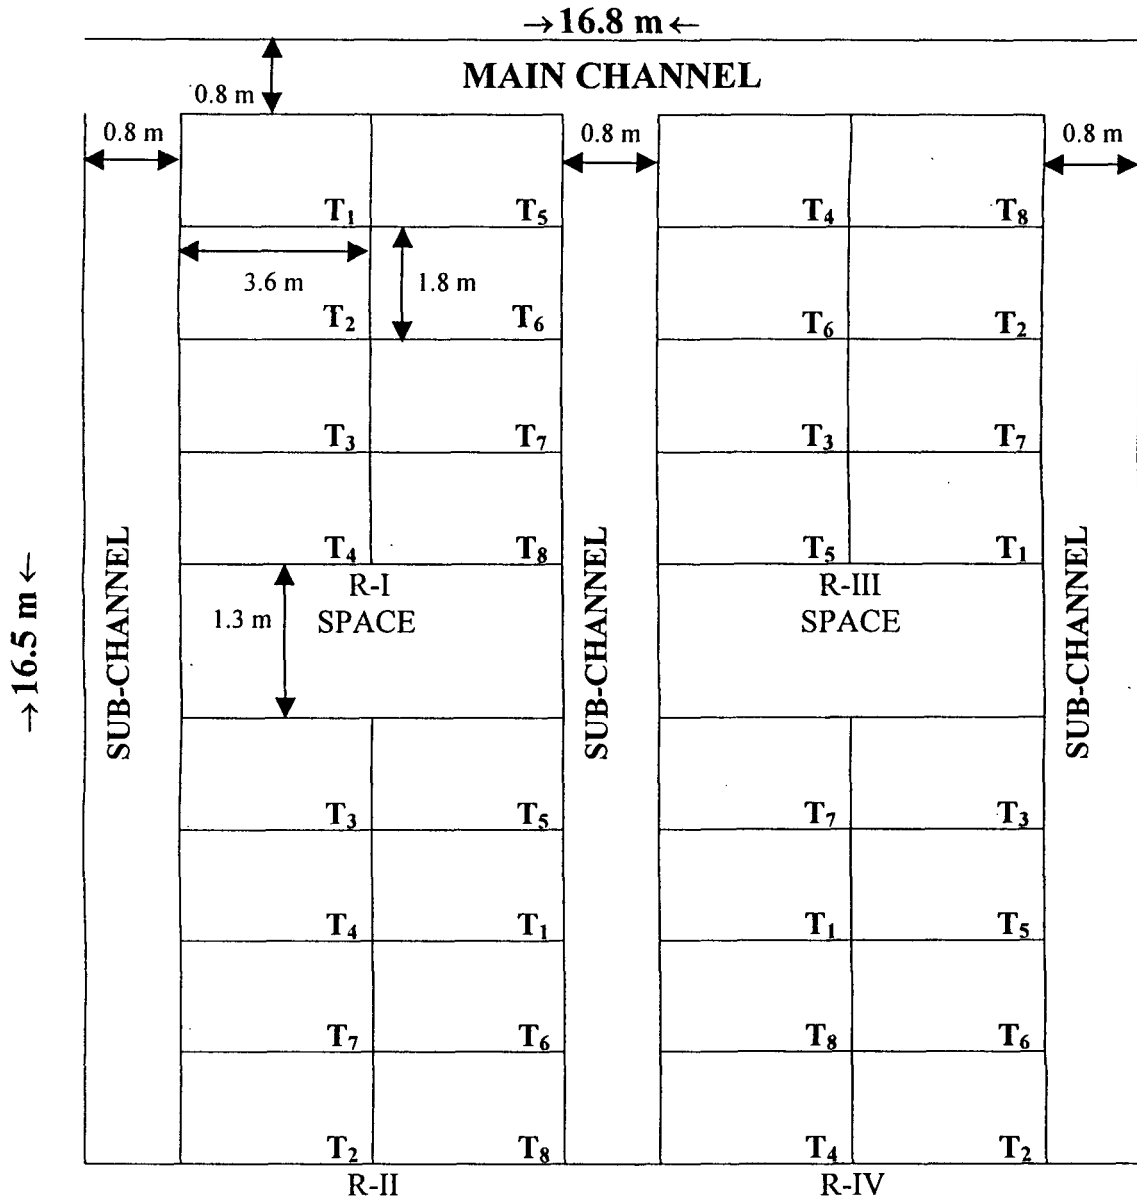 →16.8 m←
MAIN CHANNEL
0.8 m
0.8 m
0.8 m
0.8 m
T₁ T₅ T₄ T₈
3.6 m
1.8 m
T₂ T₆ T₆ T₂
T₃ T₇ T₃ T₇
T₄ T₈ T₅ T₁
R-I
SPACE
R-III
SPACE
1.3 m
→16.5 m←
SUB-CHANNEL
SUB-CHANNEL
SUB-CHANNEL
T₃ T₅ T₇ T₃
T₄ T₁ T₁ T₅
T₇ T₆ T₈ T₆
T₂ T₈ T₄ T₂
R-II
R-IV